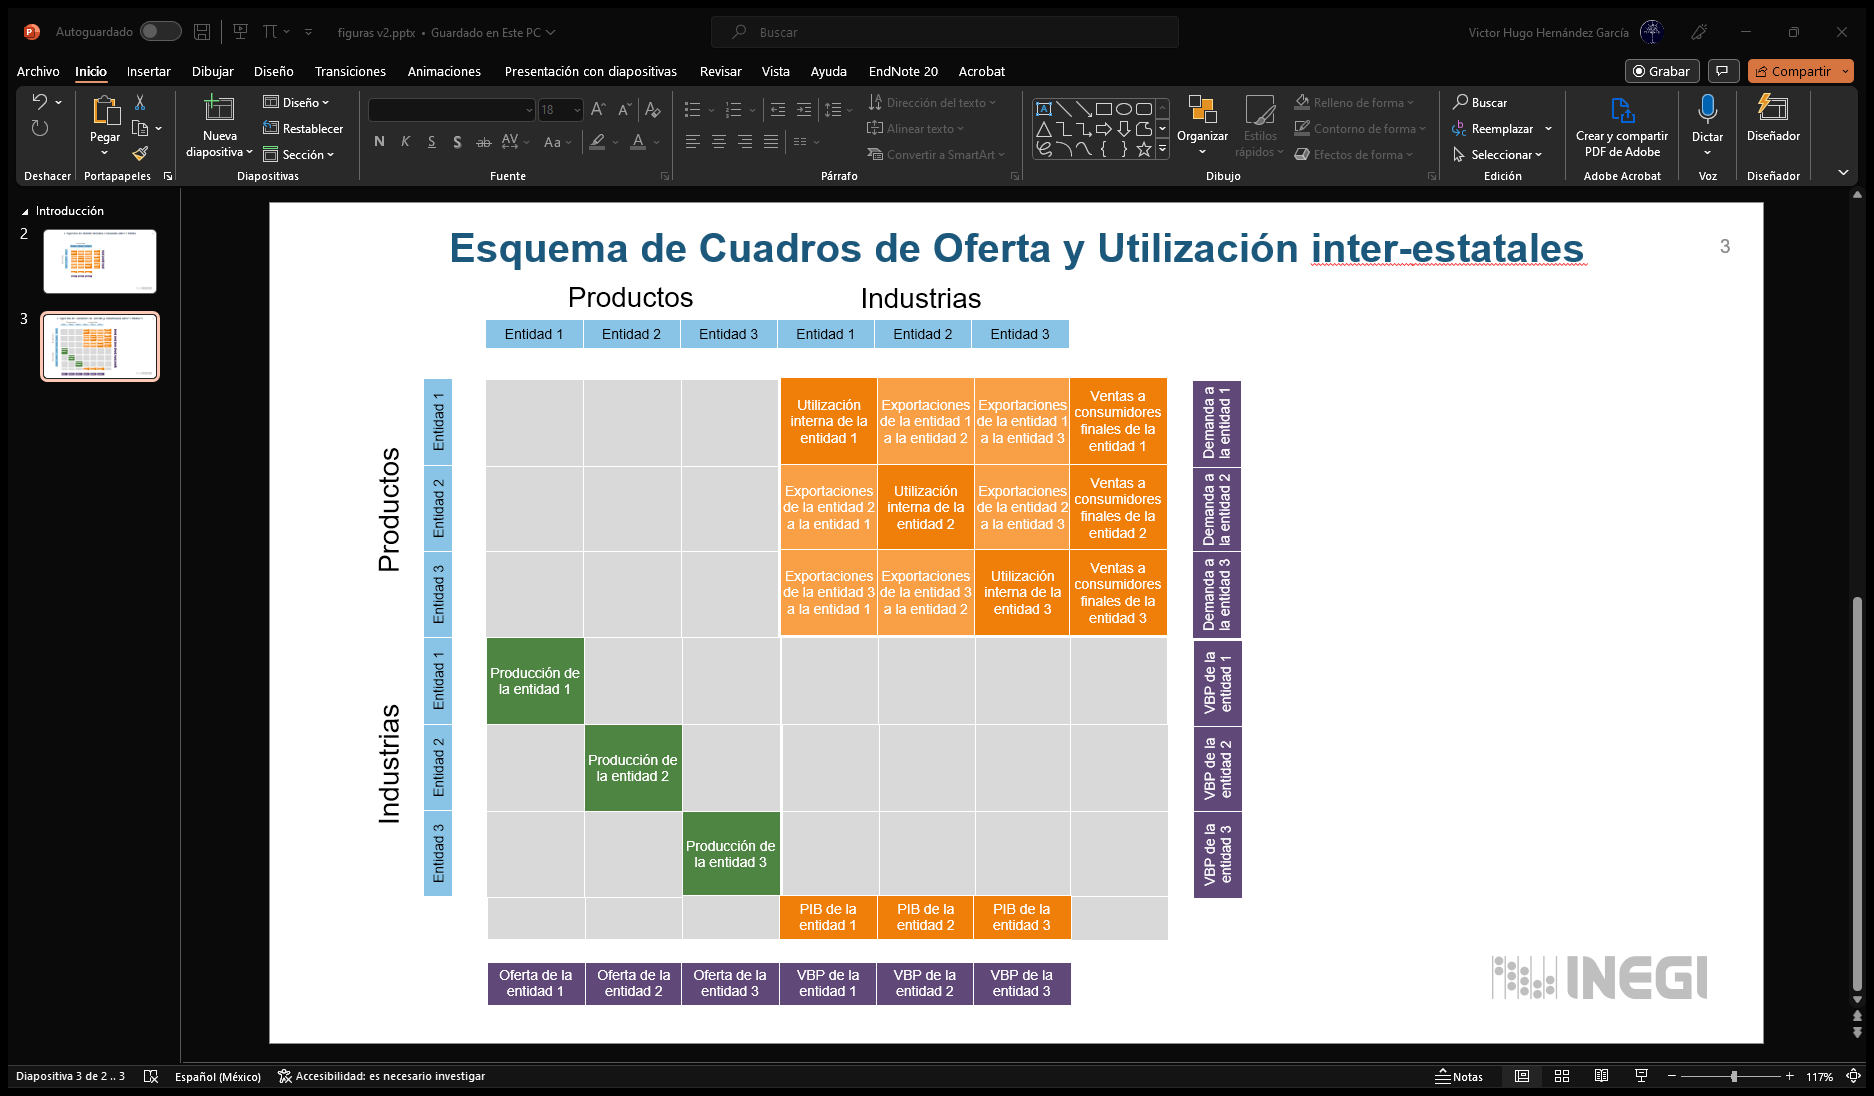 Autoguardado
figuras v2.pptx • Guardado en Este PC
Buscar
Victor Hugo Hernández García
Archivo Inicio Insertar Dibujar Diseño Transiciones Animaciones Presentación con diapositivas Revisar Vista Ayuda EndNote 20 Acrobat
Grabar
Compartir
Pegar
Nueva
diapositiva
Diseño
Restablecer
Sección
18
N K S S ab AV Aa A
Dirección del texto
Alinear texto
Convertir a SmartArt
Organizar
Estilos
rápidos
Relleno de forma
Contorno de forma
Efectos de forma
Buscar
Reemplazar
Seleccionar
Crear y compartir
PDF de Adobe
Dictar
Diseñador
Deshacer Portapapeles Diapositivas Fuente Párrafo Dibujo Edición Adobe Acrobat Voz Diseñador
Introducción
2
3
Esquema de Cuadros de Oferta y Utilización inter-estatales
3
Productos Industrias
Entidad 1 Entidad 2 Entidad 3 Entidad 1 Entidad 2 Entidad 3
Productos
Entidad 1
Entidad 2
Entidad 3
Industrias
Entidad 1
Entidad 2
Entidad 3
Utilización
interna de la
entidad 1
Exportaciones
de la entidad 1
a la entidad 2
Exportaciones
de la entidad 1
a la entidad 3
Ventas a
consumidores
finales de la
entidad 1
Demanda a
la entidad 1
Exportaciones
de la entidad 2
a la entidad 1
Utilización
interna de la
entidad 2
Exportaciones
de la entidad 2
a la entidad 3
Ventas a
consumidores
finales de la
entidad 2
Demanda a
la entidad 2
Exportaciones
de la entidad 3
a la entidad 1
Exportaciones
de la entidad 3
a la entidad 2
Utilización
interna de la
entidad 3
Ventas a
consumidores
finales de la
entidad 3
Demanda a
la entidad 3
Producción de
la entidad 1
VBP de la
entidad 1
Producción de
la entidad 2
VBP de la
entidad 2
Producción de
la entidad 3
VBP de la
entidad 3
PIB de la
entidad 1
PIB de la
entidad 2
PIB de la
entidad 3
Oferta de la
entidad 1
Oferta de la
entidad 2
Oferta de la
entidad 3
VBP de la
entidad 1
VBP de la
entidad 2
VBP de la
entidad 3
INEGI
Diapositiva 3 de 2 .. 3
Español (México)
Accesibilidad: es necesario investigar
Notas
117%